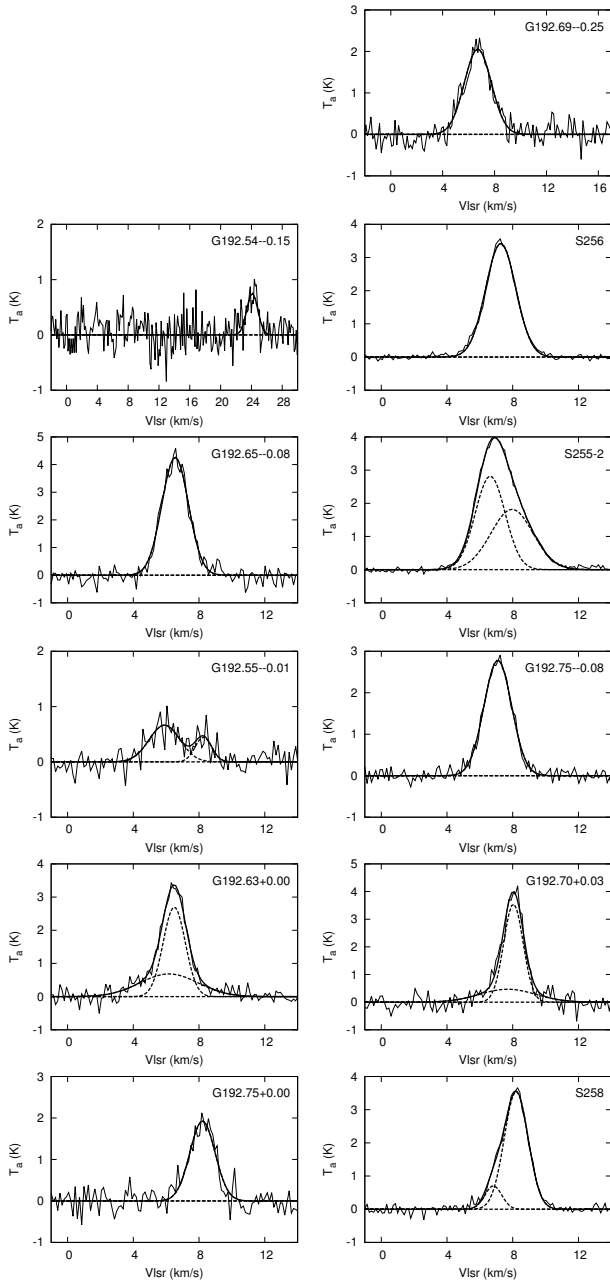 G192.69--0.25
T_a (K)
3
2
1
0
-1
0 4 8 12 16
Vlsr (km/s)
G192.54--0.15
T_a (K)
2
1
0
-1
0 4 8 12 16 20 24 28
Vlsr (km/s)
S256
T_a (K)
4
3
2
1
0
-1
0 4 8 12
Vlsr (km/s)
G192.65--0.08
T_a (K)
5
4
3
2
1
0
-1
0 4 8 12
Vlsr (km/s)
S255-2
T_a (K)
4
3
2
1
0
-1
0 4 8 12
Vlsr (km/s)
G192.55--0.01
T_a (K)
2
1
0
-1
0 4 8 12
Vlsr (km/s)
G192.75--0.08
T_a (K)
3
2
1
0
-1
0 4 8 12
Vlsr (km/s)
G192.63+0.00
T_a (K)
4
3
2
1
0
-1
0 4 8 12
Vlsr (km/s)
G192.70+0.03
T_a (K)
5
4
3
2
1
0
-1
0 4 8 12
Vlsr (km/s)
G192.75+0.00
T_a (K)
3
2
1
0
-1
0 4 8 12
Vlsr (km/s)
S258
T_a (K)
4
3
2
1
0
-1
0 4 8 12
Vlsr (km/s)